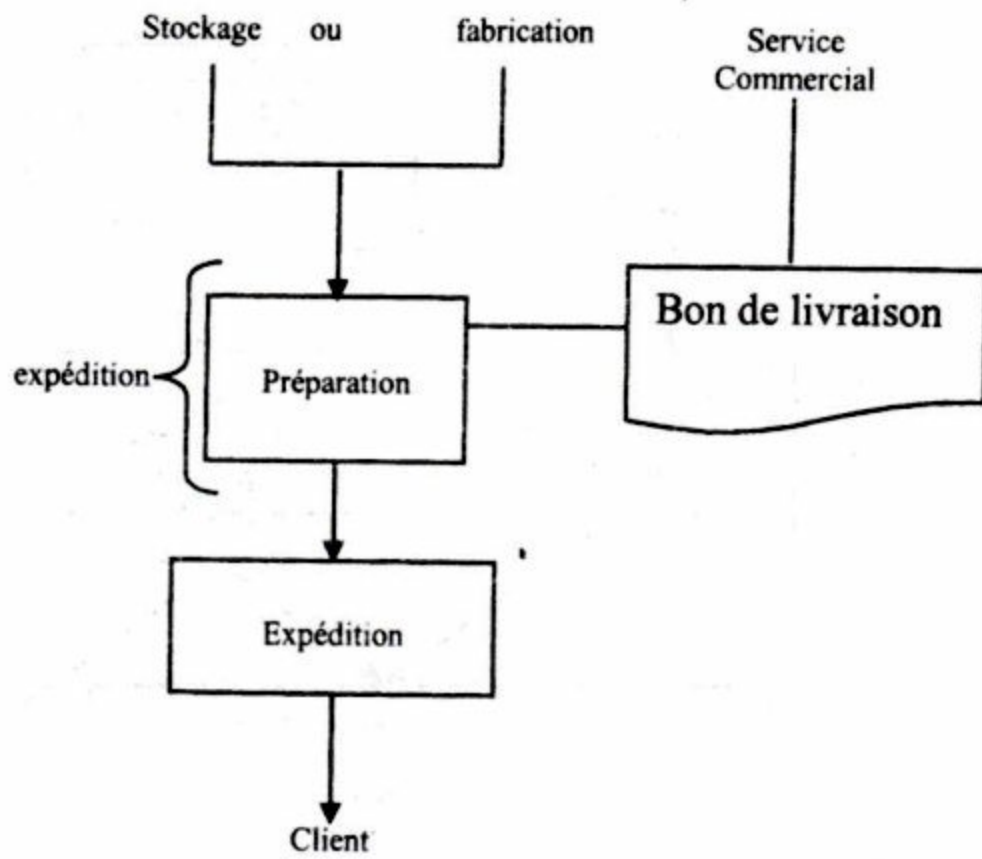 Stockage ou fabrication
Service
Commercial
Bon de livraison
expédition
Préparation
Expédition
Client